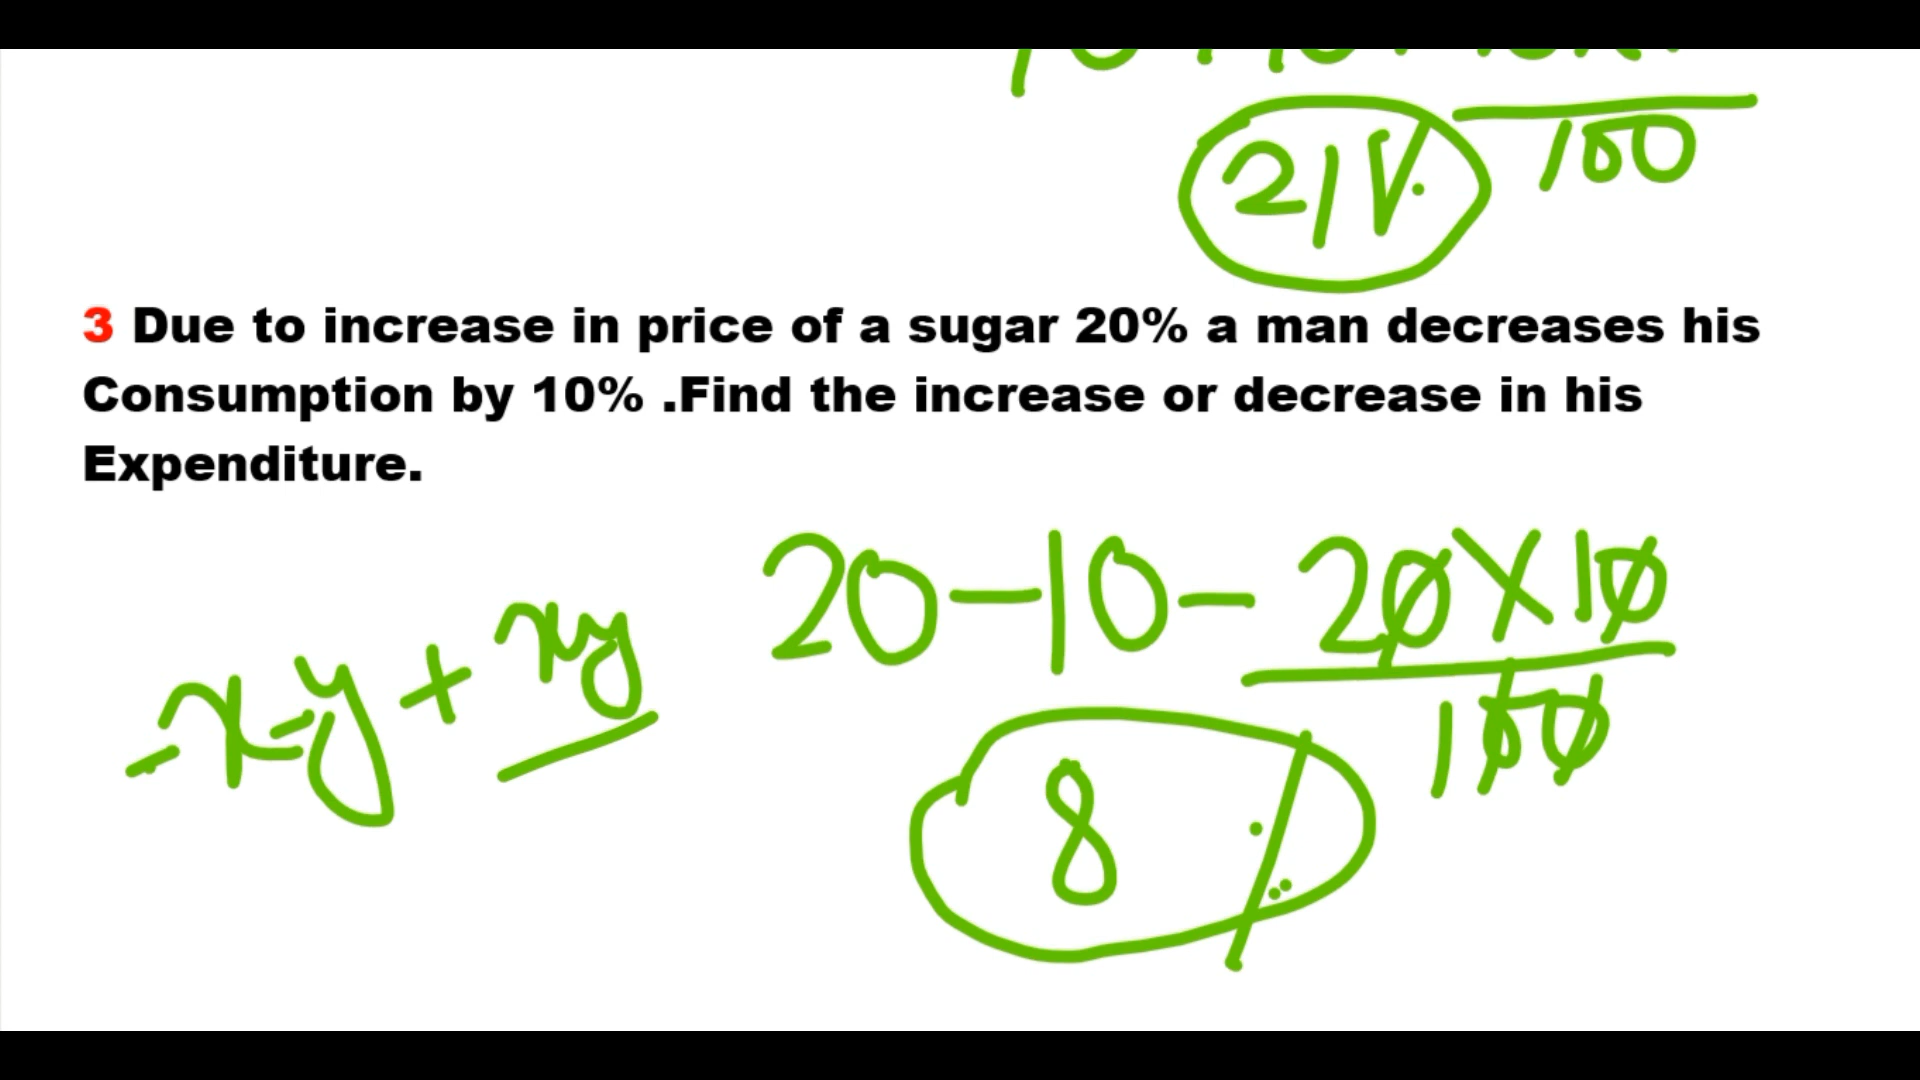 100
21%
3 Due to increase in price of a sugar 20% a man decreases his
Consumption by 10% .Find the increase or decrease in his
Expenditure.
20-10- 20X10
100
-x-y+ xy
8%